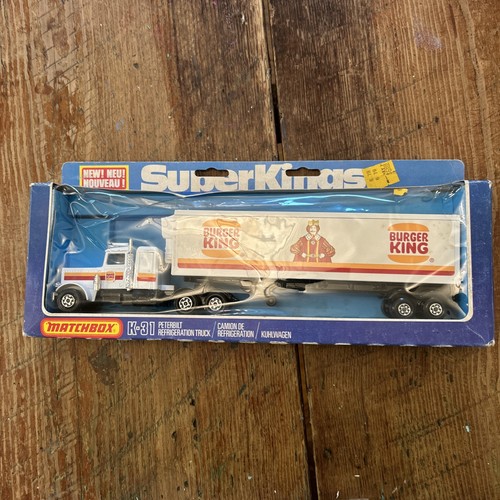 NEW! NEU!
NOUVEAU!
SuperKings
BURGER
KING
BURGER
KING
MATCHBOX
K-31
PETERBILT
REFRIGERATION TRUCK /
CAMION DE
REFRIGERATION /
KUHLWAGEN